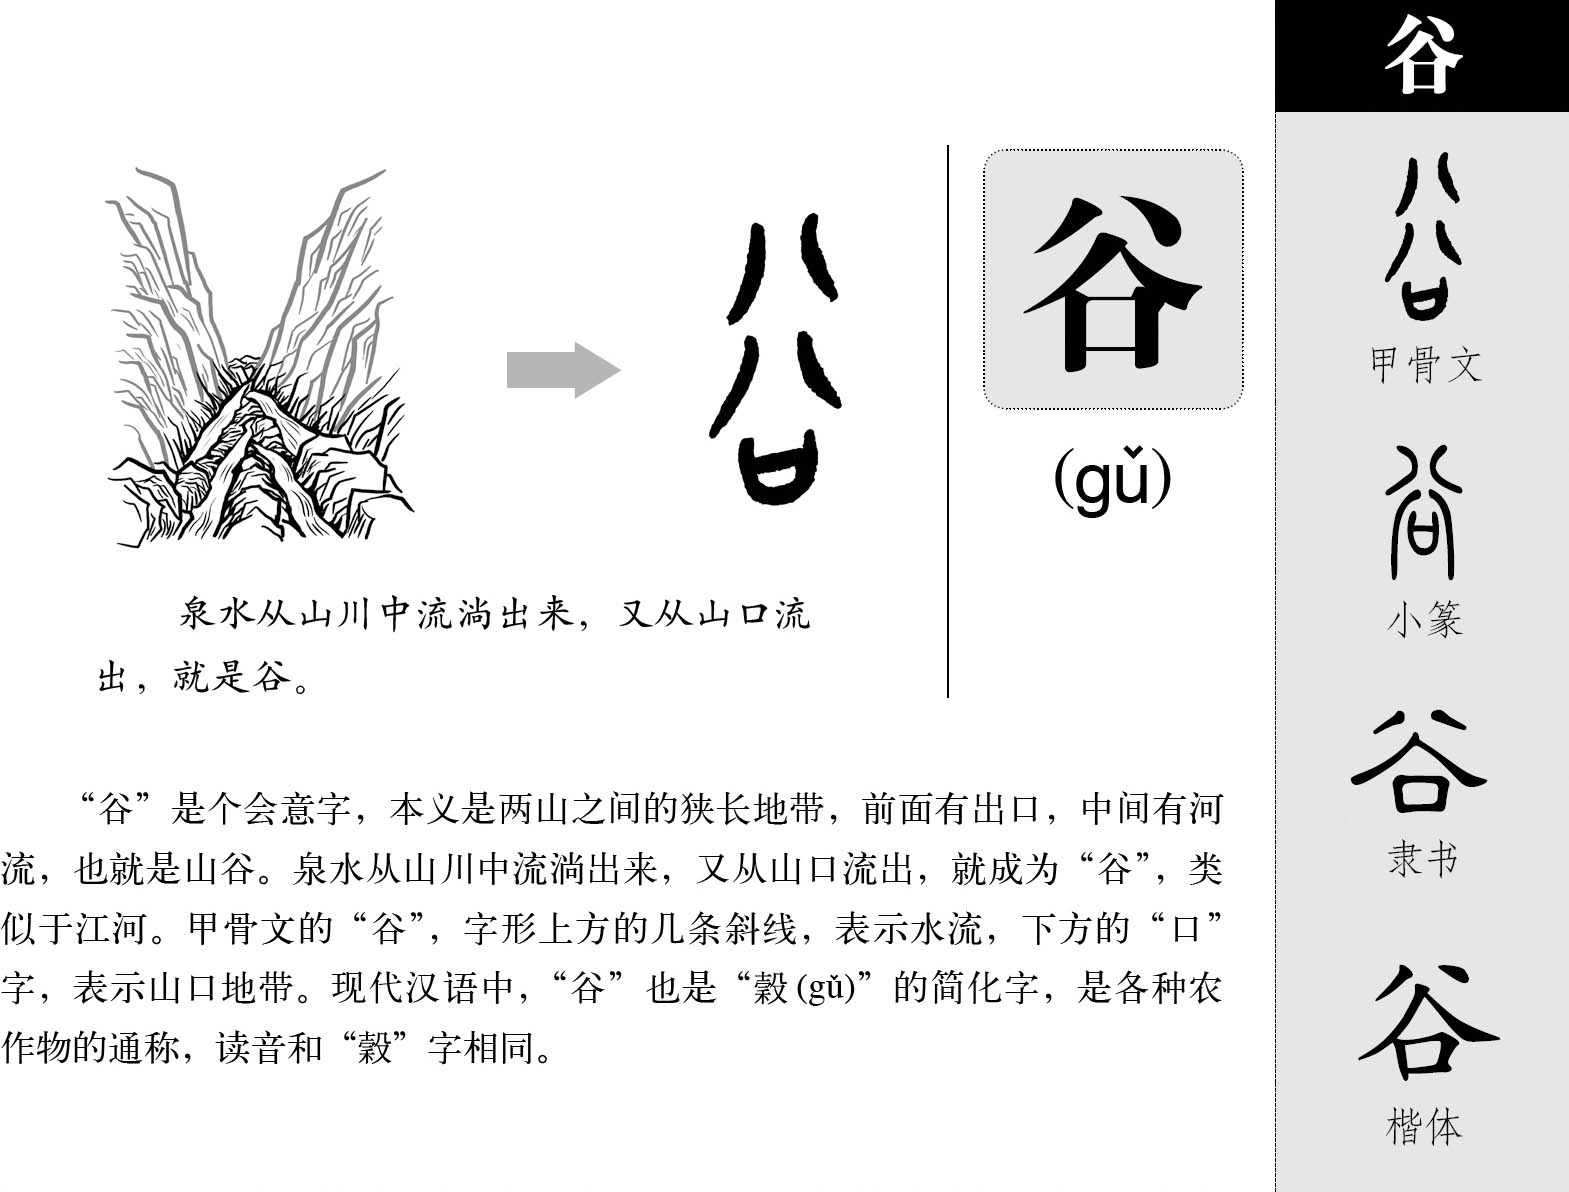 谷
谷
(gǔ)
泉水从山川中流淌出来，又从山口流
出，就是谷。
“谷”是个会意字，本义是两山之间的狭长地带，前面有出口，中间有河
流，也就是山谷。泉水从山川中流淌出来，又从山口流出，就成为“谷”，类
似于江河。甲骨文的“谷”，字形上方的几条斜线，表示水流，下方的“口”
字，表示山口地带。现代汉语中，“谷”也是“穀(gǔ)”的简化字，是各种农
作物的通称，读音和“穀”字相同。
甲骨文
小篆
谷
隶书
谷
楷体